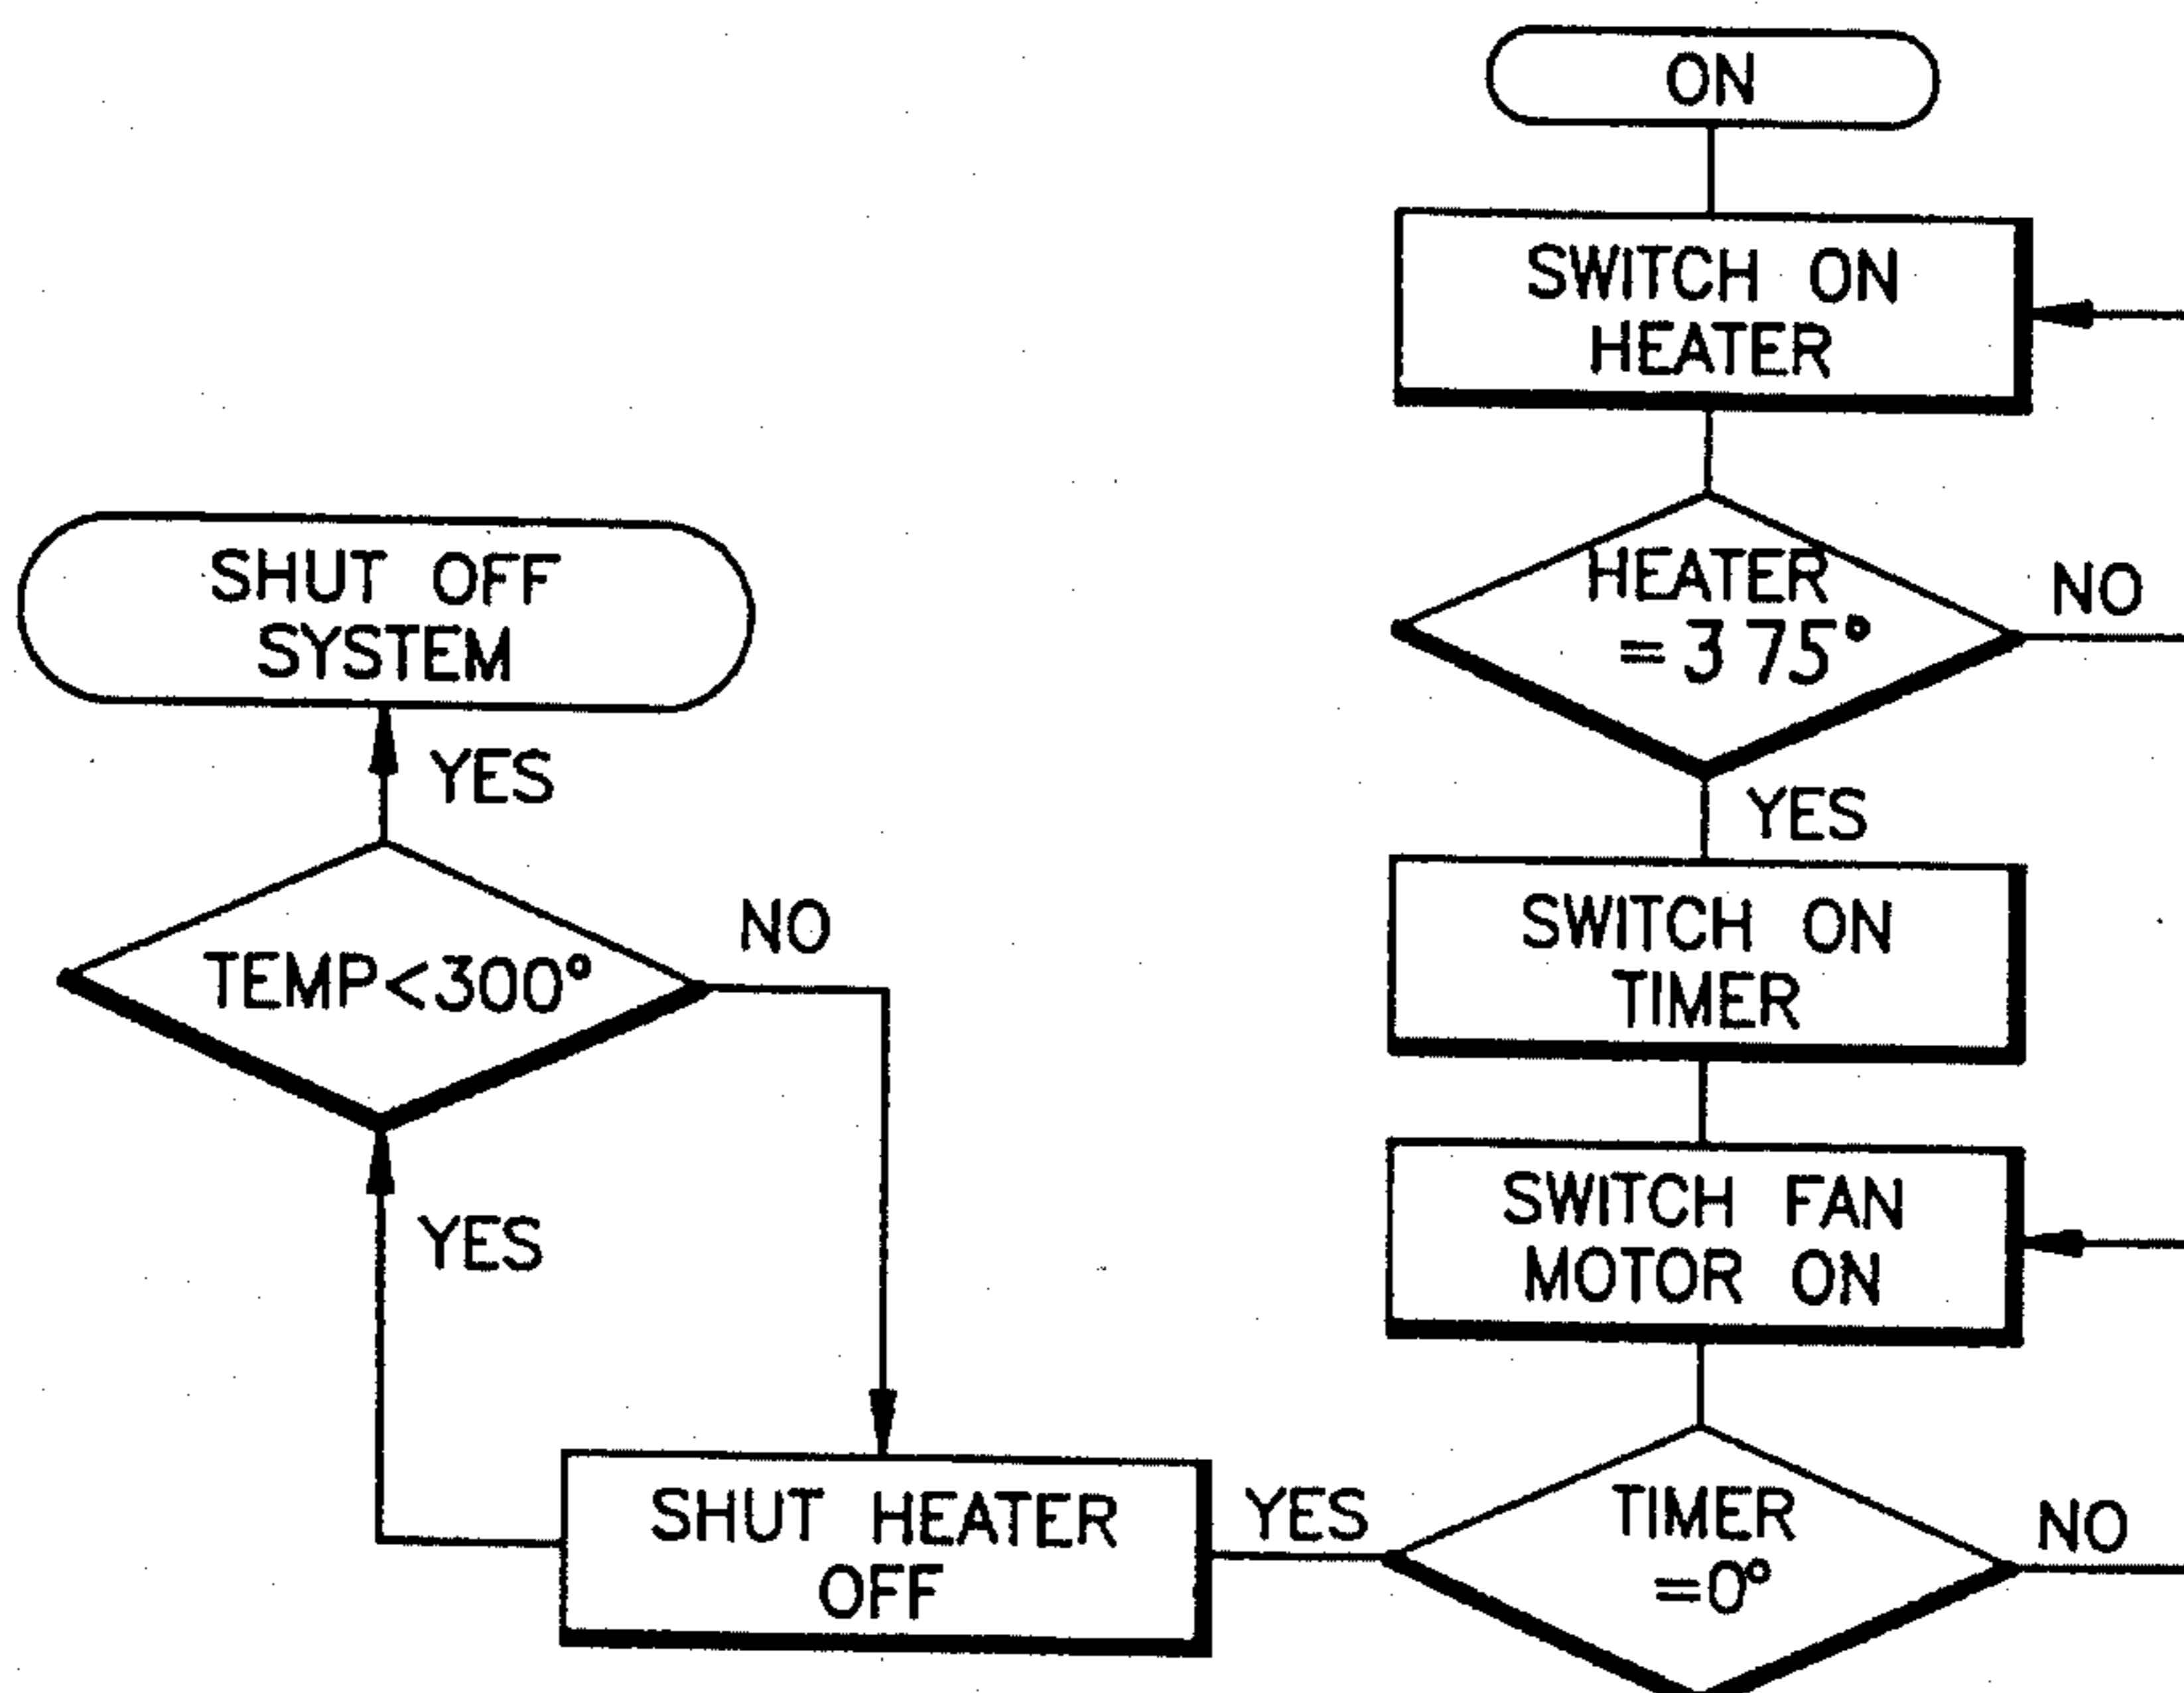 ON
SWITCH ON
HEATER
HEATER
=375°
NO
YES
SWITCH ON
TIMER
SWITCH FAN
MOTOR ON
TIMER
=0°
NO
YES
SHUT HEATER
OFF
YES
TEMP<300°
NO
YES
SHUT OFF
SYSTEM